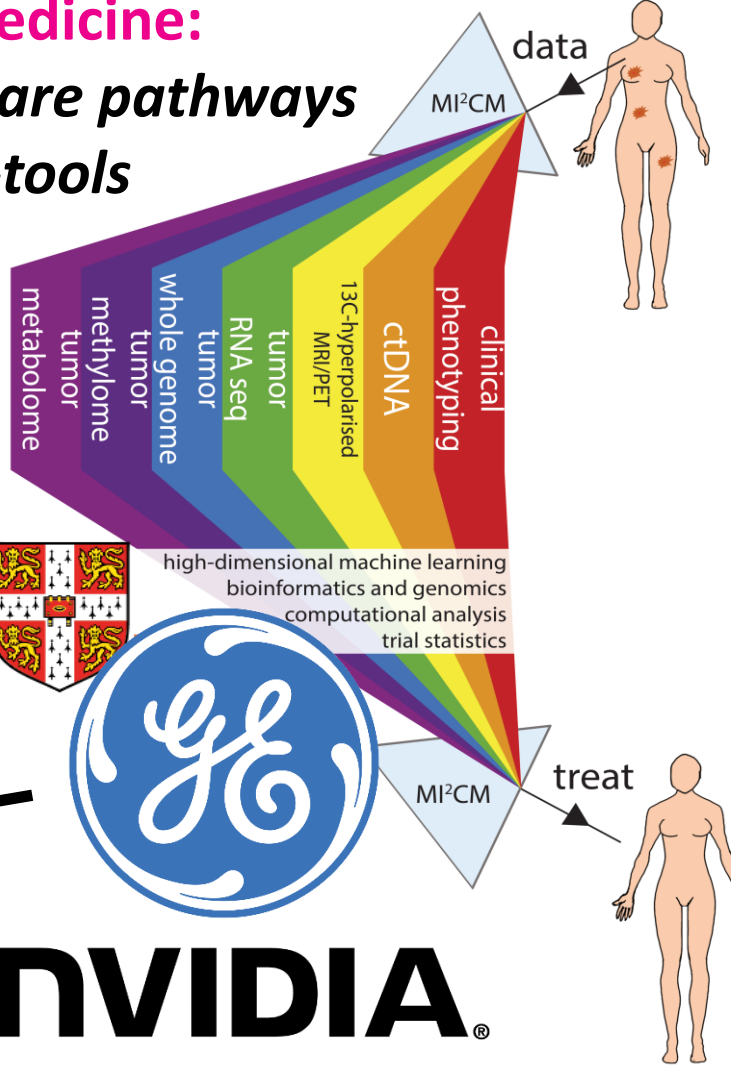 edicine:
are pathways
-tools
data
MI²CM
metabolome
tumor
methylome
tumor
whole genome
tumor
RNA seq
tumor
13C-hyperpolarised
MRI/PET
ctDNA
phenotyping
clinical
high-dimensional machine learning
bioinformatics and genomics
computational analysis
trial statistics
GE
MI²CM
treat
NVIDIA®